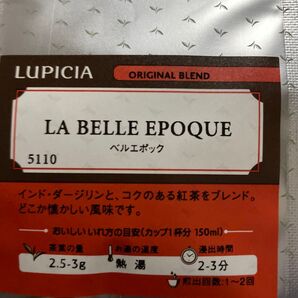 LUPICIA
ORIGINAL BLEND
LA BELLE EPOQUE
ベルエポック
5110
インド・ダージリンと、コクのある紅茶をブレンド。
どこか懐かしい風味です。
おいしいいれ方の目安(カップ1杯分 150ml)
茶葉の量 お湯の温度 浸出時間
2.5-3g 熱湯 2-3分
煎出回数:1~2回